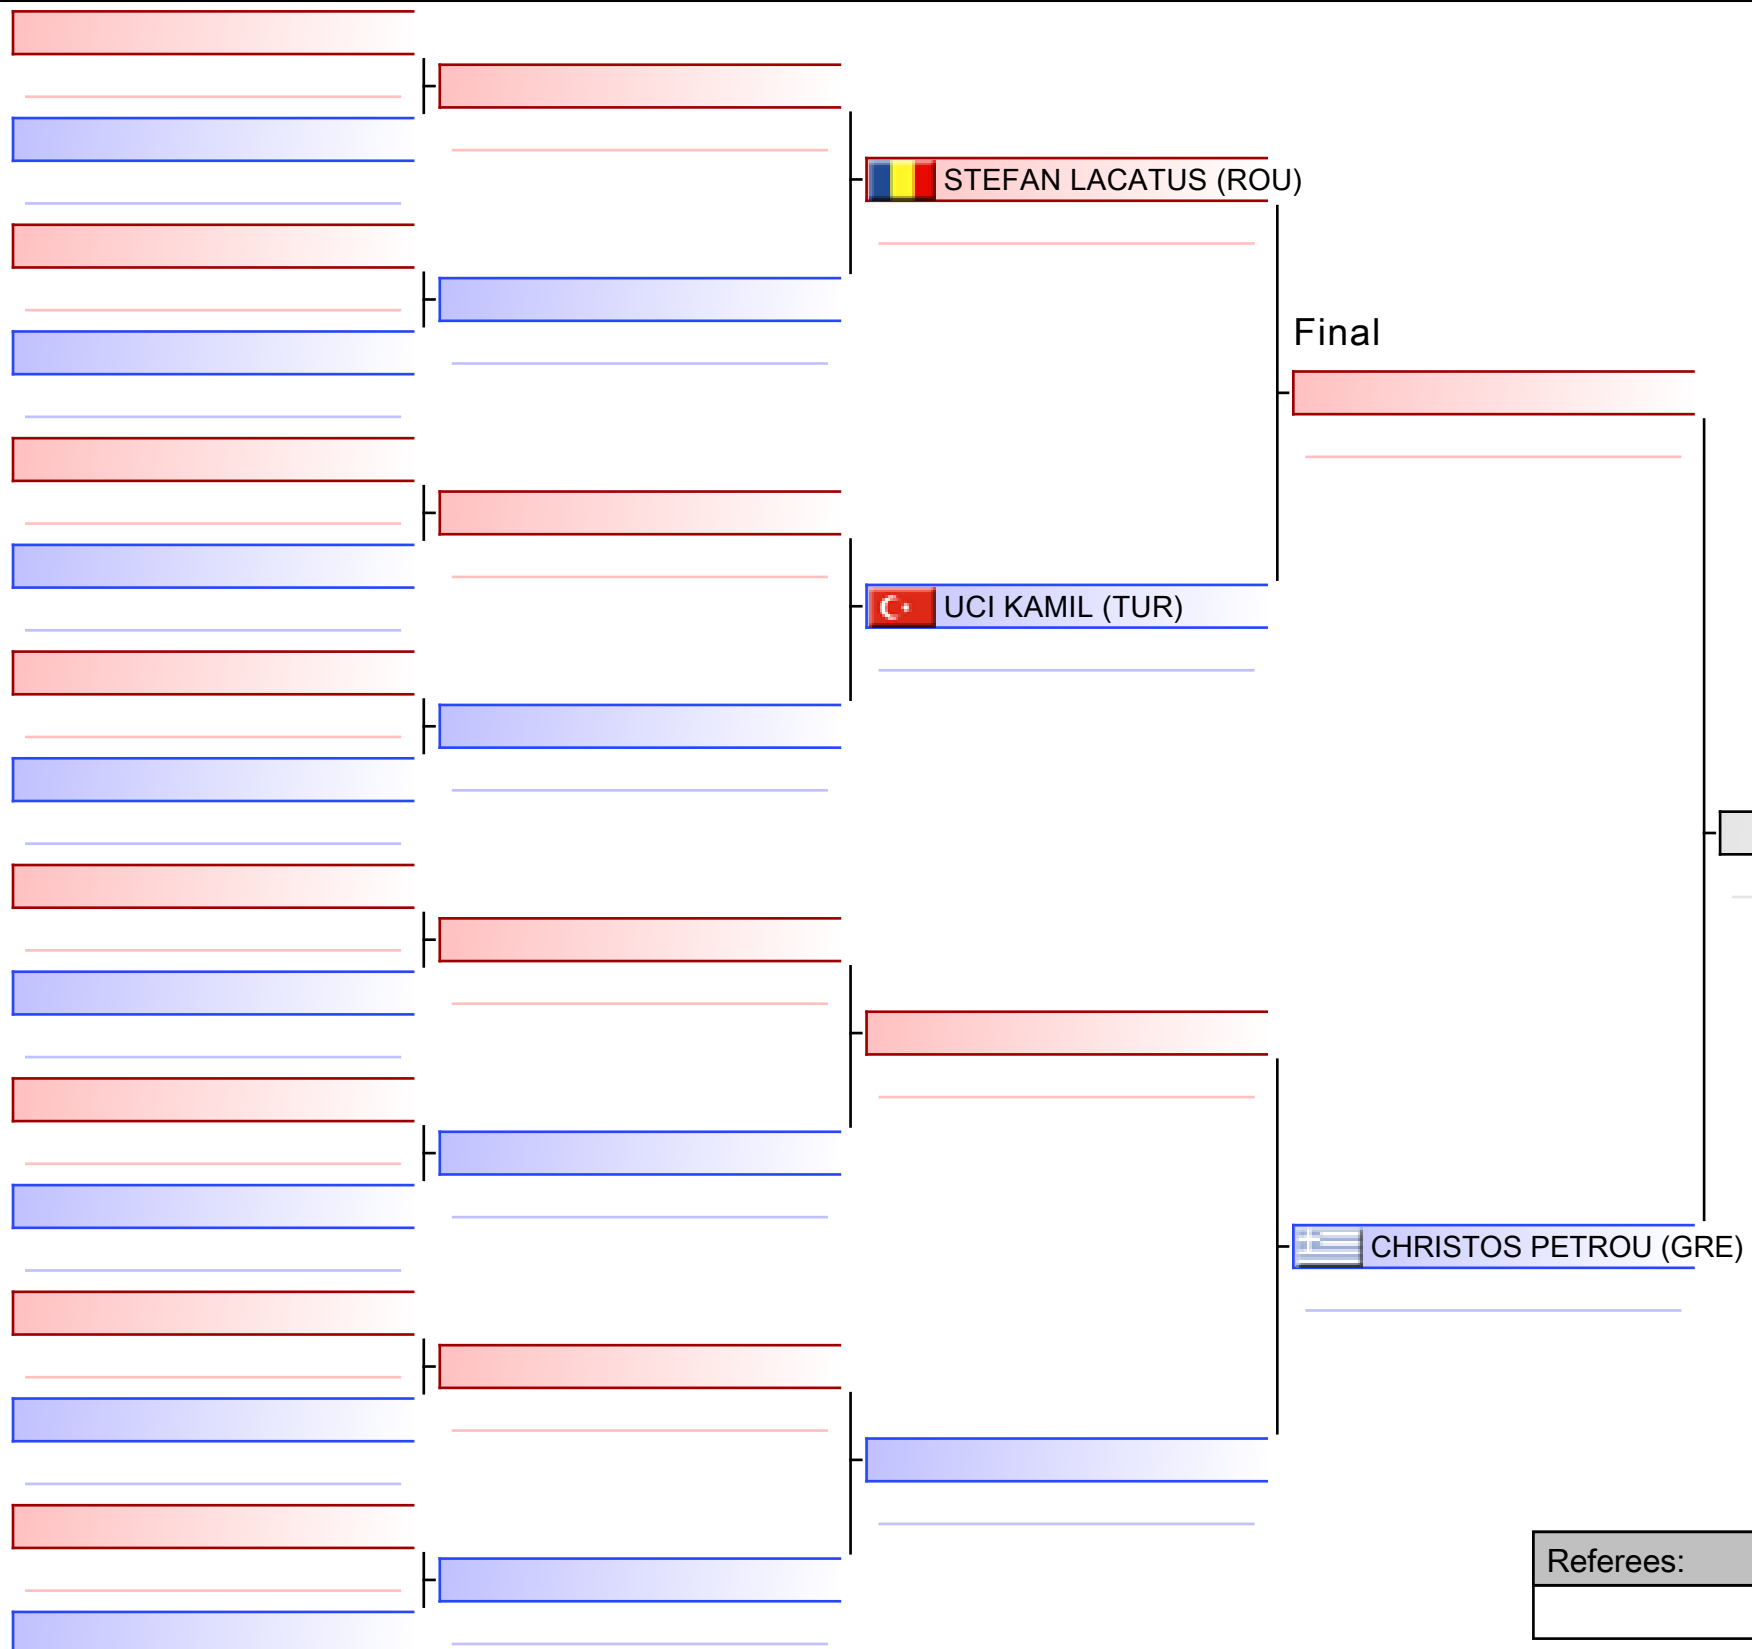 STEFAN LACATUS (ROU)
Final
UCI KAMIL (TUR)
CHRISTOS PETROU (GRE)
Referees: